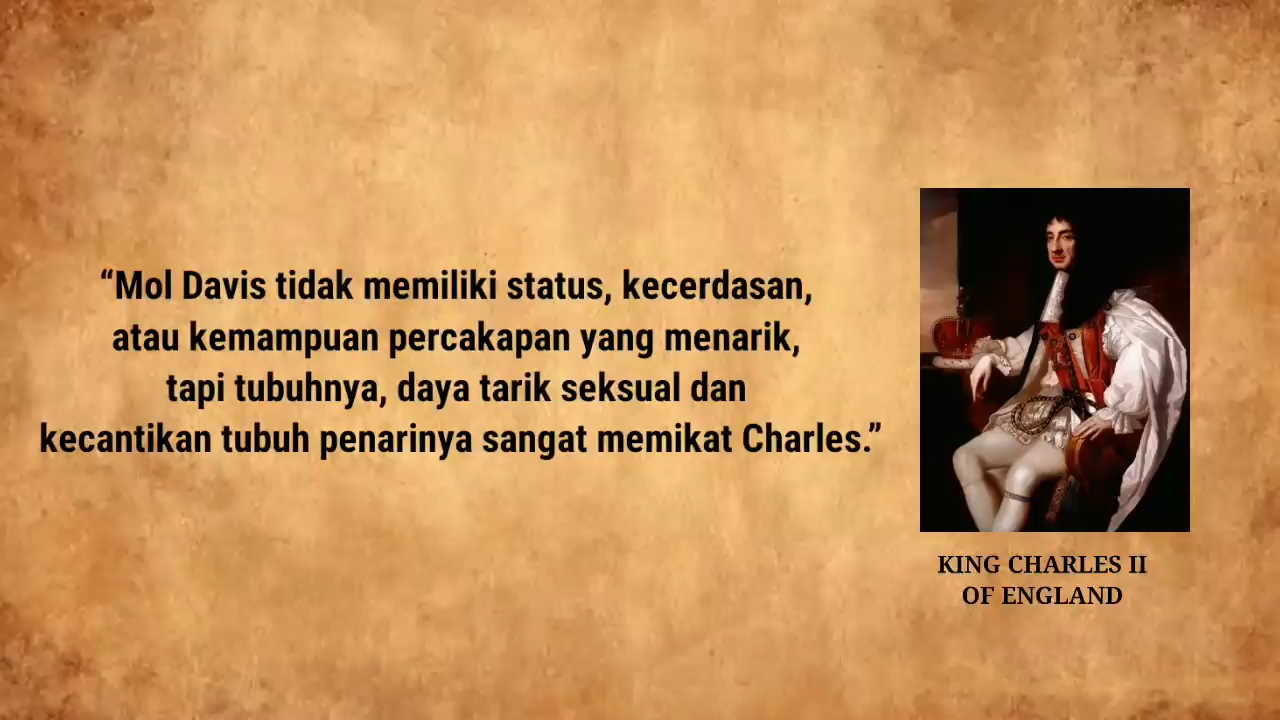 “Mol Davis tidak memiliki status, kecerdasan,
atau kemampuan percakapan yang menarik,
tapi tubuhnya, daya tarik seksual dan
kecantikan tubuh penarinya sangat memikat Charles.”
KING CHARLES II
OF ENGLAND